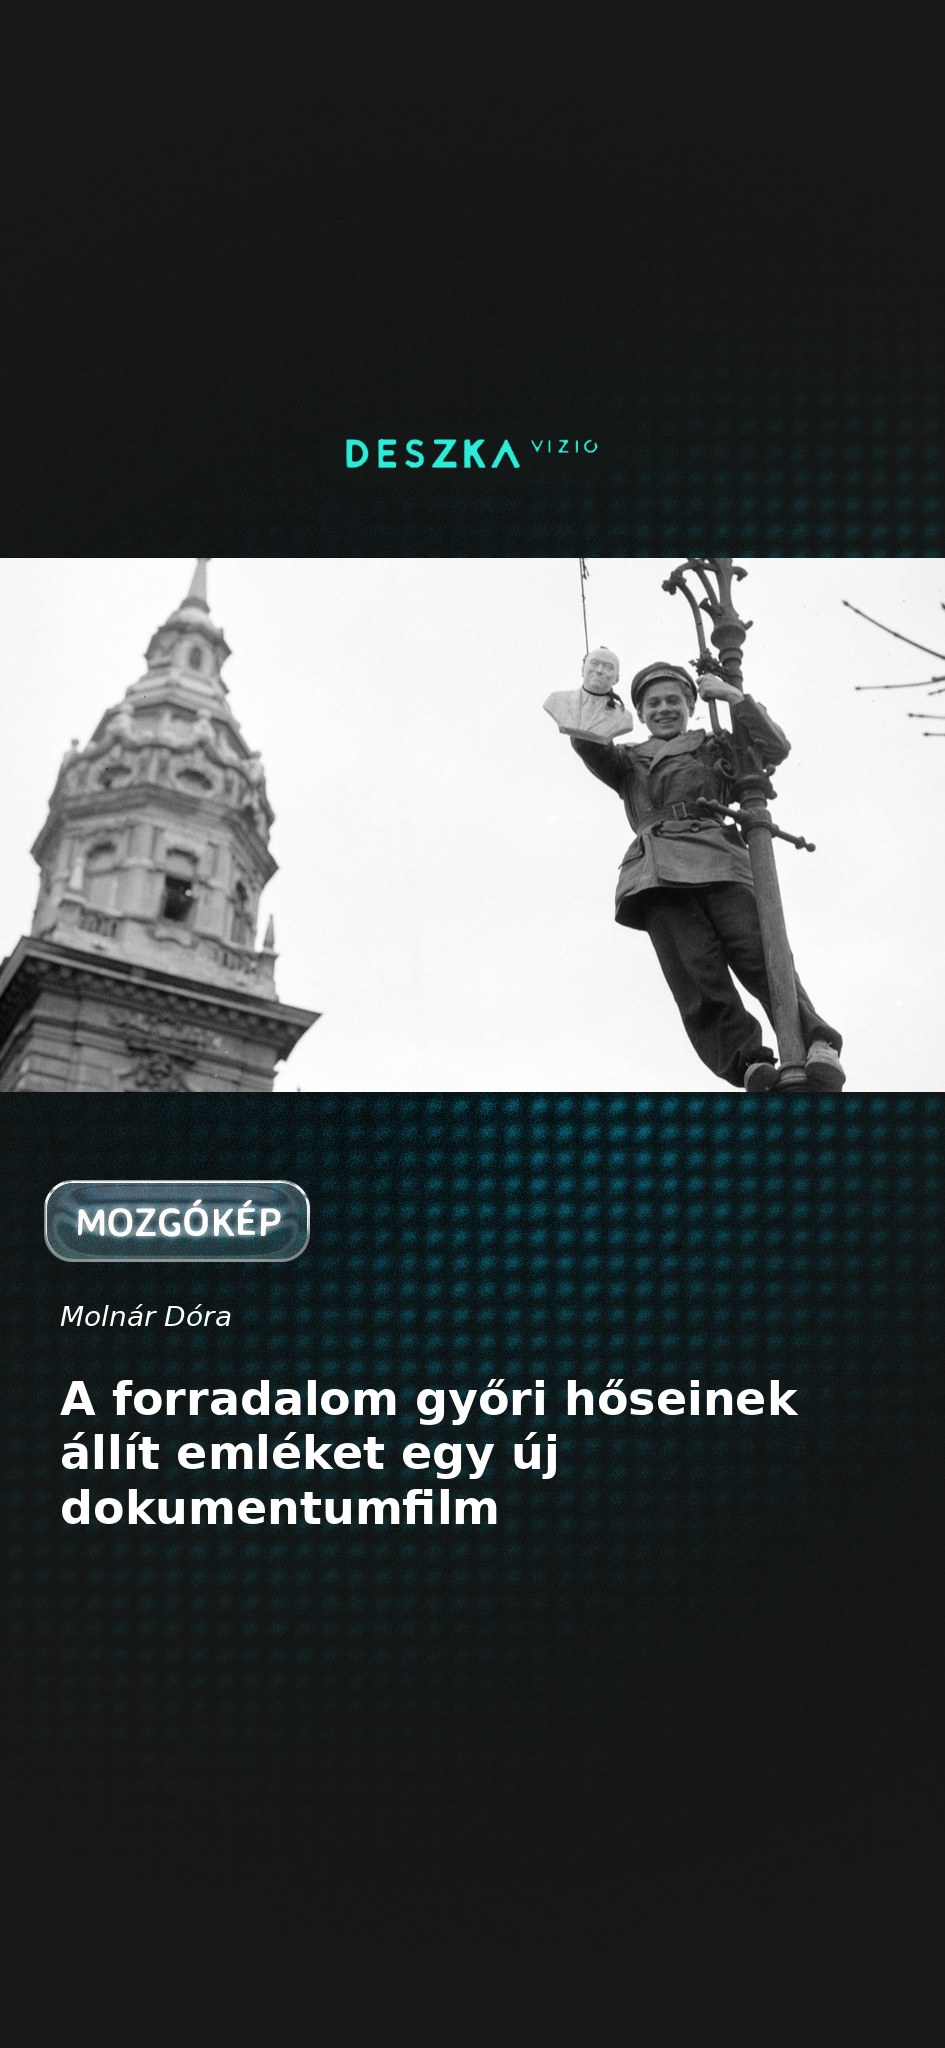 DESZKA VIZIO
MOZGÓKÉP
Molnár Dóra
A forradalom győri hőseinek
állít emléket egy új
dokumentumfilm